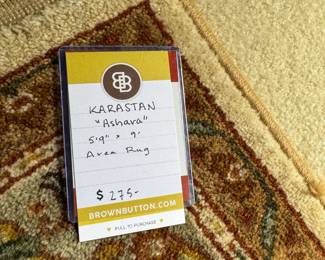 BB
KARASTAN
"Ashara"
5'9" x 9'
Area Rug
$ 275-
BROWNBUTTON.COM
PULL TO PURCHASE